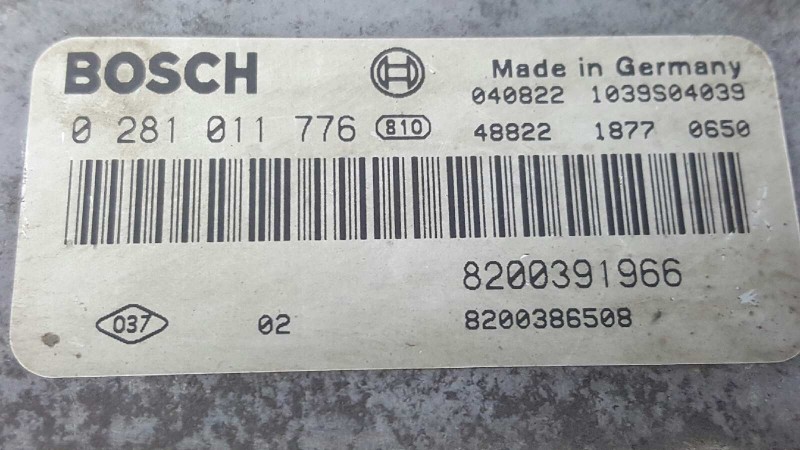 BOSCH
Made in Germany
040822 1039S04039
0 281 011 776 810
48822 1877 0650
8200391966
037 02 8200386508